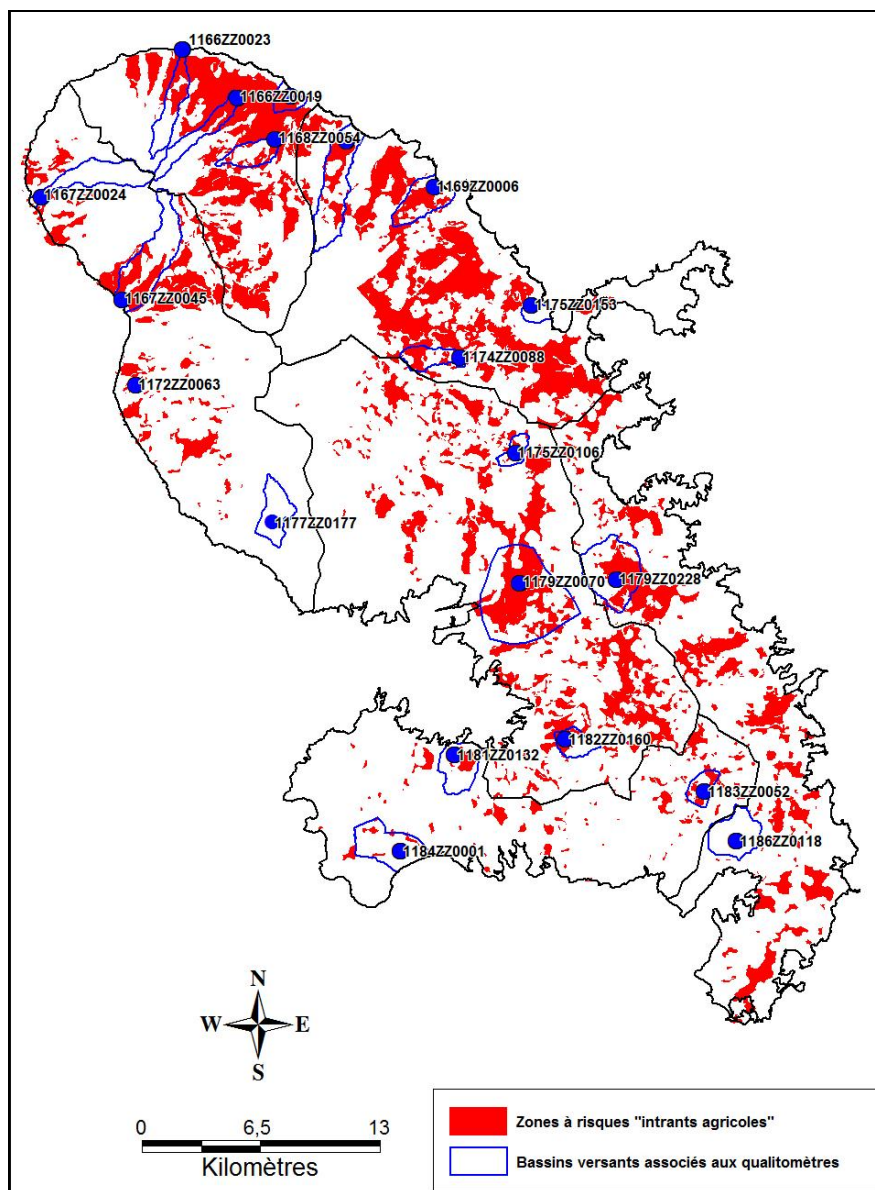 1166ZZ0023
1166ZZ0019
1168ZZ0054
1169ZZ0006
1167ZZ0024
1167ZZ0045
1175ZZ0153
1174ZZ0088
1172ZZ0063
1175ZZ0106
1177ZZ0177
1179ZZ0070
1179ZZ0228
1182ZZ0160
1181ZZ0132
1183ZZ0052
1186ZZ0118
1184ZZ0001
N
W
E
S
0 6,5 13
Kilomètres
Zones à risques "intrants agricoles"
Bassins versants associés aux qualitomètres